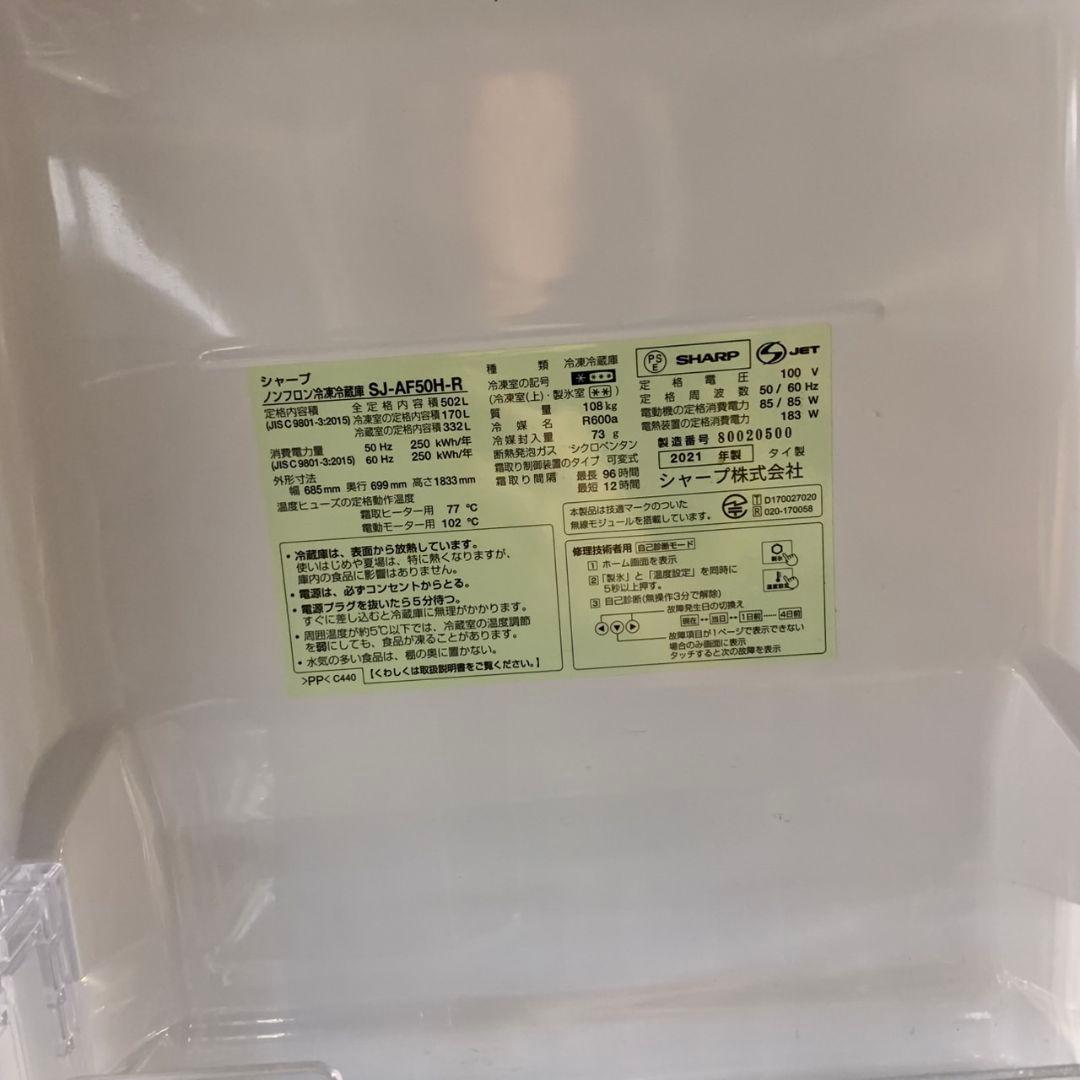 シャープ
ノンフロン冷凍冷蔵庫 SJ-AF50H-R
定格内容積 全定格内容積 502L
(JIS C 9801-3:2015) 冷凍室の定格内容積 170L
冷蔵室の定格内容積 332L
消費電力量 50 Hz 250 kWh/年
(JIS C 9801-3:2015) 60 Hz 250 kWh/年
外形寸法
幅 685mm 奥行 699mm 高さ1833mm
温度ヒューズの定格動作温度
霜取ヒーター用 77 ℃
電動モーター用 102 ℃
種類 冷凍冷蔵庫
冷凍室の記号
(冷凍室(上)・製氷室 **)
質量 108kg
冷媒名 R600a
冷媒封入量 73 g
断熱発泡ガス シクロペンタン
霜取り制御装置のタイプ 可変式
霜取り間隔 最長 96時間
最短 12時間
PSE SHARP JET
定格電圧 100 V
定格周波数 50 / 60 Hz
電動機の定格消費電力 85 / 85 W
電熱装置の定格消費電力 183 W
製造番号 80020500
2021 年製 タイ製
シャープ株式会社
本製品は技適マークのついた
無線モジュールを搭載しています。
T D170027020
R 020-170058
・冷蔵庫は、表面から放熱しています。
使いはじめや夏場は、特に熱くなりますが、
庫内の食品に影響はありません。
・電源は、必ずコンセントからとる。
・電源プラグを抜いたら5分待つ。
すぐに差し込むと冷蔵庫に無理がかかります。
・周囲温度が約5℃以下では、冷蔵室の温度調節
を弱にしても、食品が凍ることがあります。
・水気の多い食品は、棚の奥に置かない。
>PP< C440 【くわしくは取扱説明書をご覧ください。】
修理技術者用 自己診断モード
1 ホーム画面を表示
2 「製氷」と「温度設定」を同時に
5秒以上押す。
3 自己診断(無操作3分で解除)
製氷
温度設定
故障発生日の切換え
現在↔当日↔1日前……4日前
故障項目が1ページで表示できない
場合のみ画面に表示
タッチすると次の故障を表示